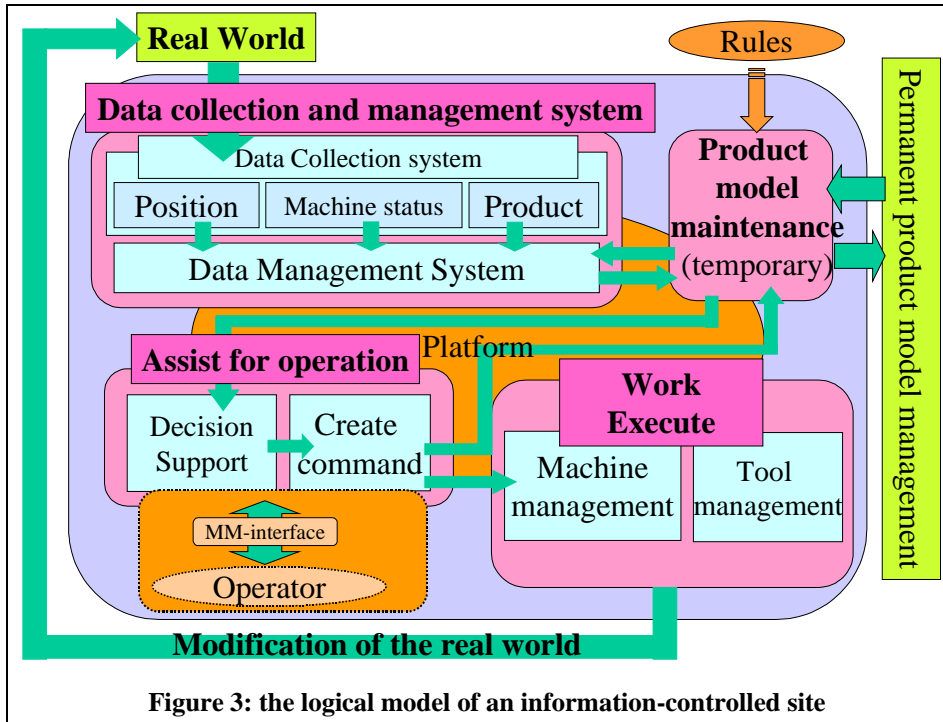 Real World
Rules
Data collection and management system
Data Collection system
Position
Machine status
Product
Data Management System
Product
model
maintenance
(temporary)
Permanent product model management
Platform
Assist for operation
Decision
Support
Create
command
Work
Execute
Machine
management
Tool
management
MM-interface
Operator
Modification of the real world
Figure 3: the logical model of an information-controlled site